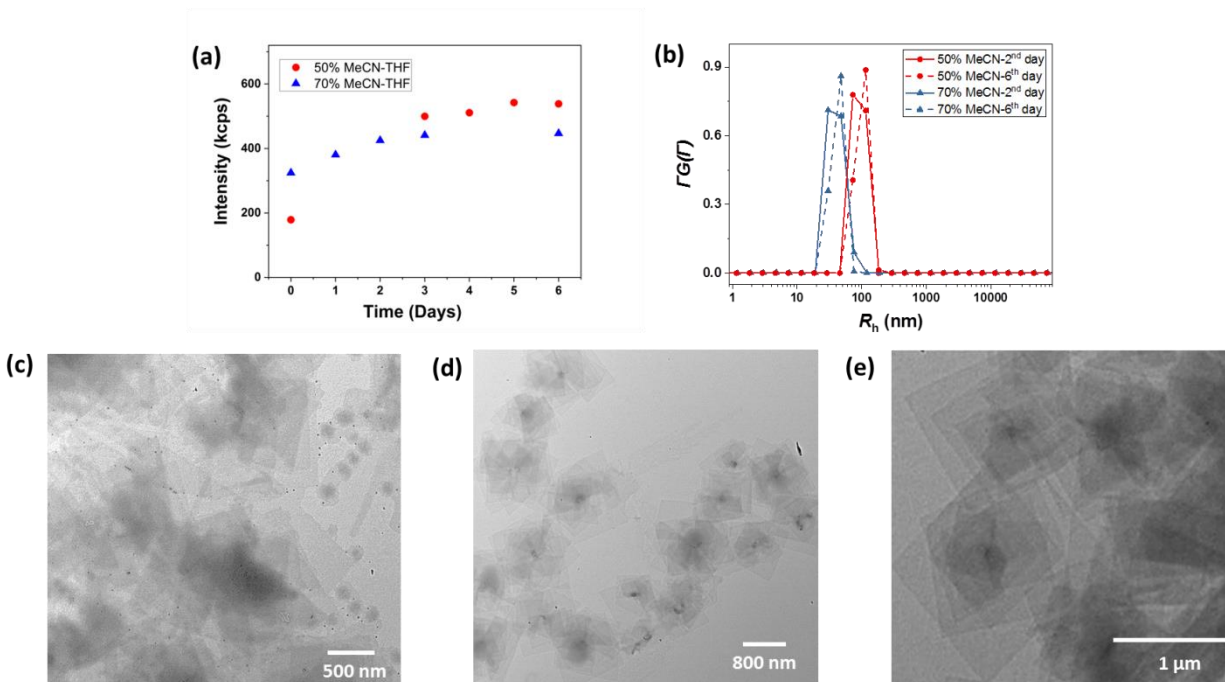 (a)
50% MeCN-THF
70% MeCN-THF
Intensity (kcps)
600
400
200
0
0 1 2 3 4 5 6
Time (Days)
(b)
50% MeCN-2nd day
50% MeCN-6th day
70% MeCN-2nd day
70% MeCN-6th day
ΓG(Γ)
0.9
0.6
0.3
0.0
1 10 100 1000 10000
Rh (nm)
(c)
500 nm
(d)
800 nm
(e)
1 µm